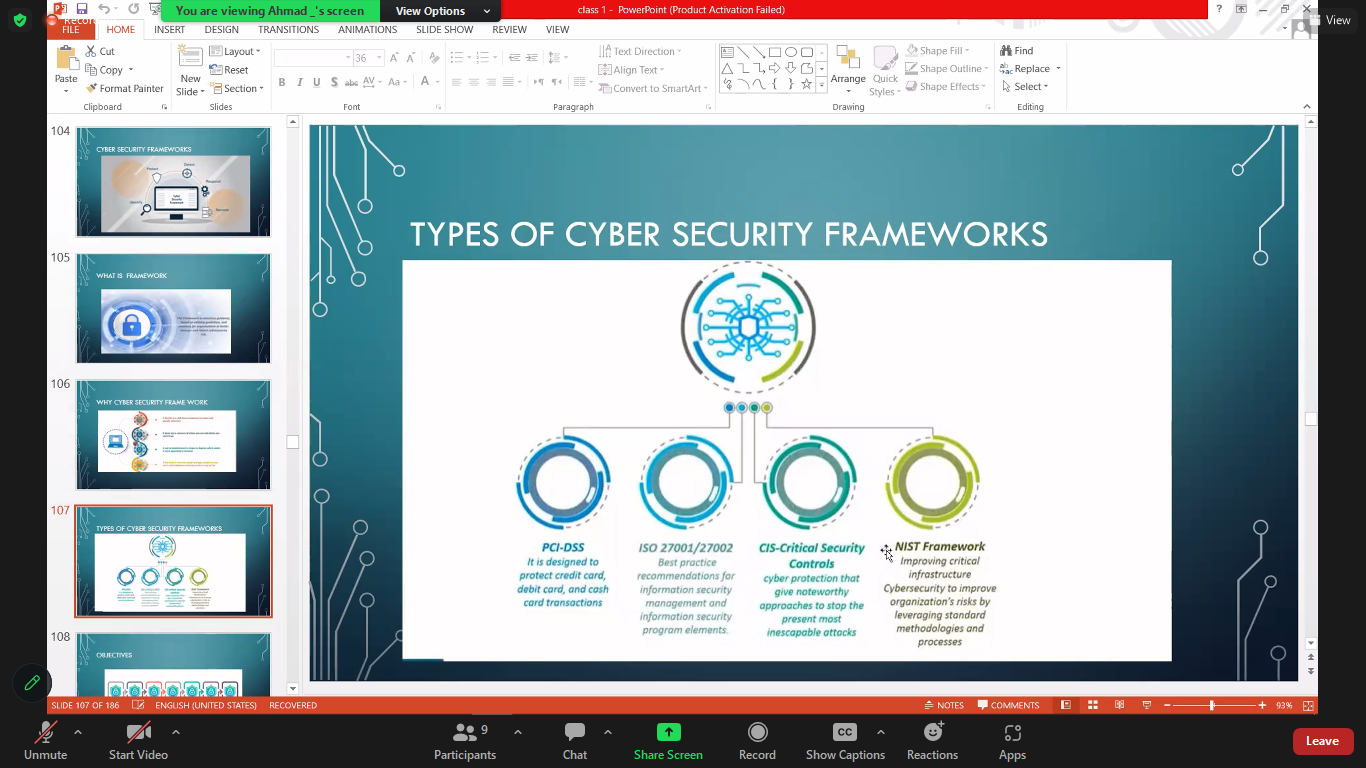 You are viewing Ahmad _'s screen
View Options
class 1 - PowerPoint (Product Activation Failed)
View
Record
FILE
HOME
INSERT
DESIGN
TRANSITIONS
ANIMATIONS
SLIDE SHOW
REVIEW
VIEW
Paste
Cut
Copy
Format Painter
Clipboard
New
Slide
Layout
Reset
Section
Slides
36
Font
Text Direction
Align Text
Convert to SmartArt
Paragraph
Arrange
Quick
Styles
Shape Fill
Shape Outline
Shape Effects
Drawing
Find
Replace
Select
Editing
104
CYBER SECURITY FRAMEWORKS
105
WHAT IS FRAMEWORK
106
WHY CYBER SECURITY FRAME WORK
107
TYPES OF CYBER SECURITY FRAMEWORKS
108
OBJECTIVES
TYPES OF CYBER SECURITY FRAMEWORKS
PCI-DSS
It is designed to
protect credit card,
debit card, and cash
card transactions
ISO 27001/27002
Best practice
recommendations for
information security
management and
information security
program elements.
CIS-Critical Security
Controls
cyber protection that
give noteworthy
approaches to stop the
present most
inescapable attacks
NIST Framework
Improving critical
infrastructure
Cybersecurity to improve
organization's risks by
leveraging standard
methodologies and
processes
SLIDE 107 OF 186
ENGLISH (UNITED STATES)
RECOVERED
NOTES
COMMENTS
93%
Unmute
Start Video
Participants
9
Chat
Share Screen
Record
Show Captions
Reactions
Apps
Leave